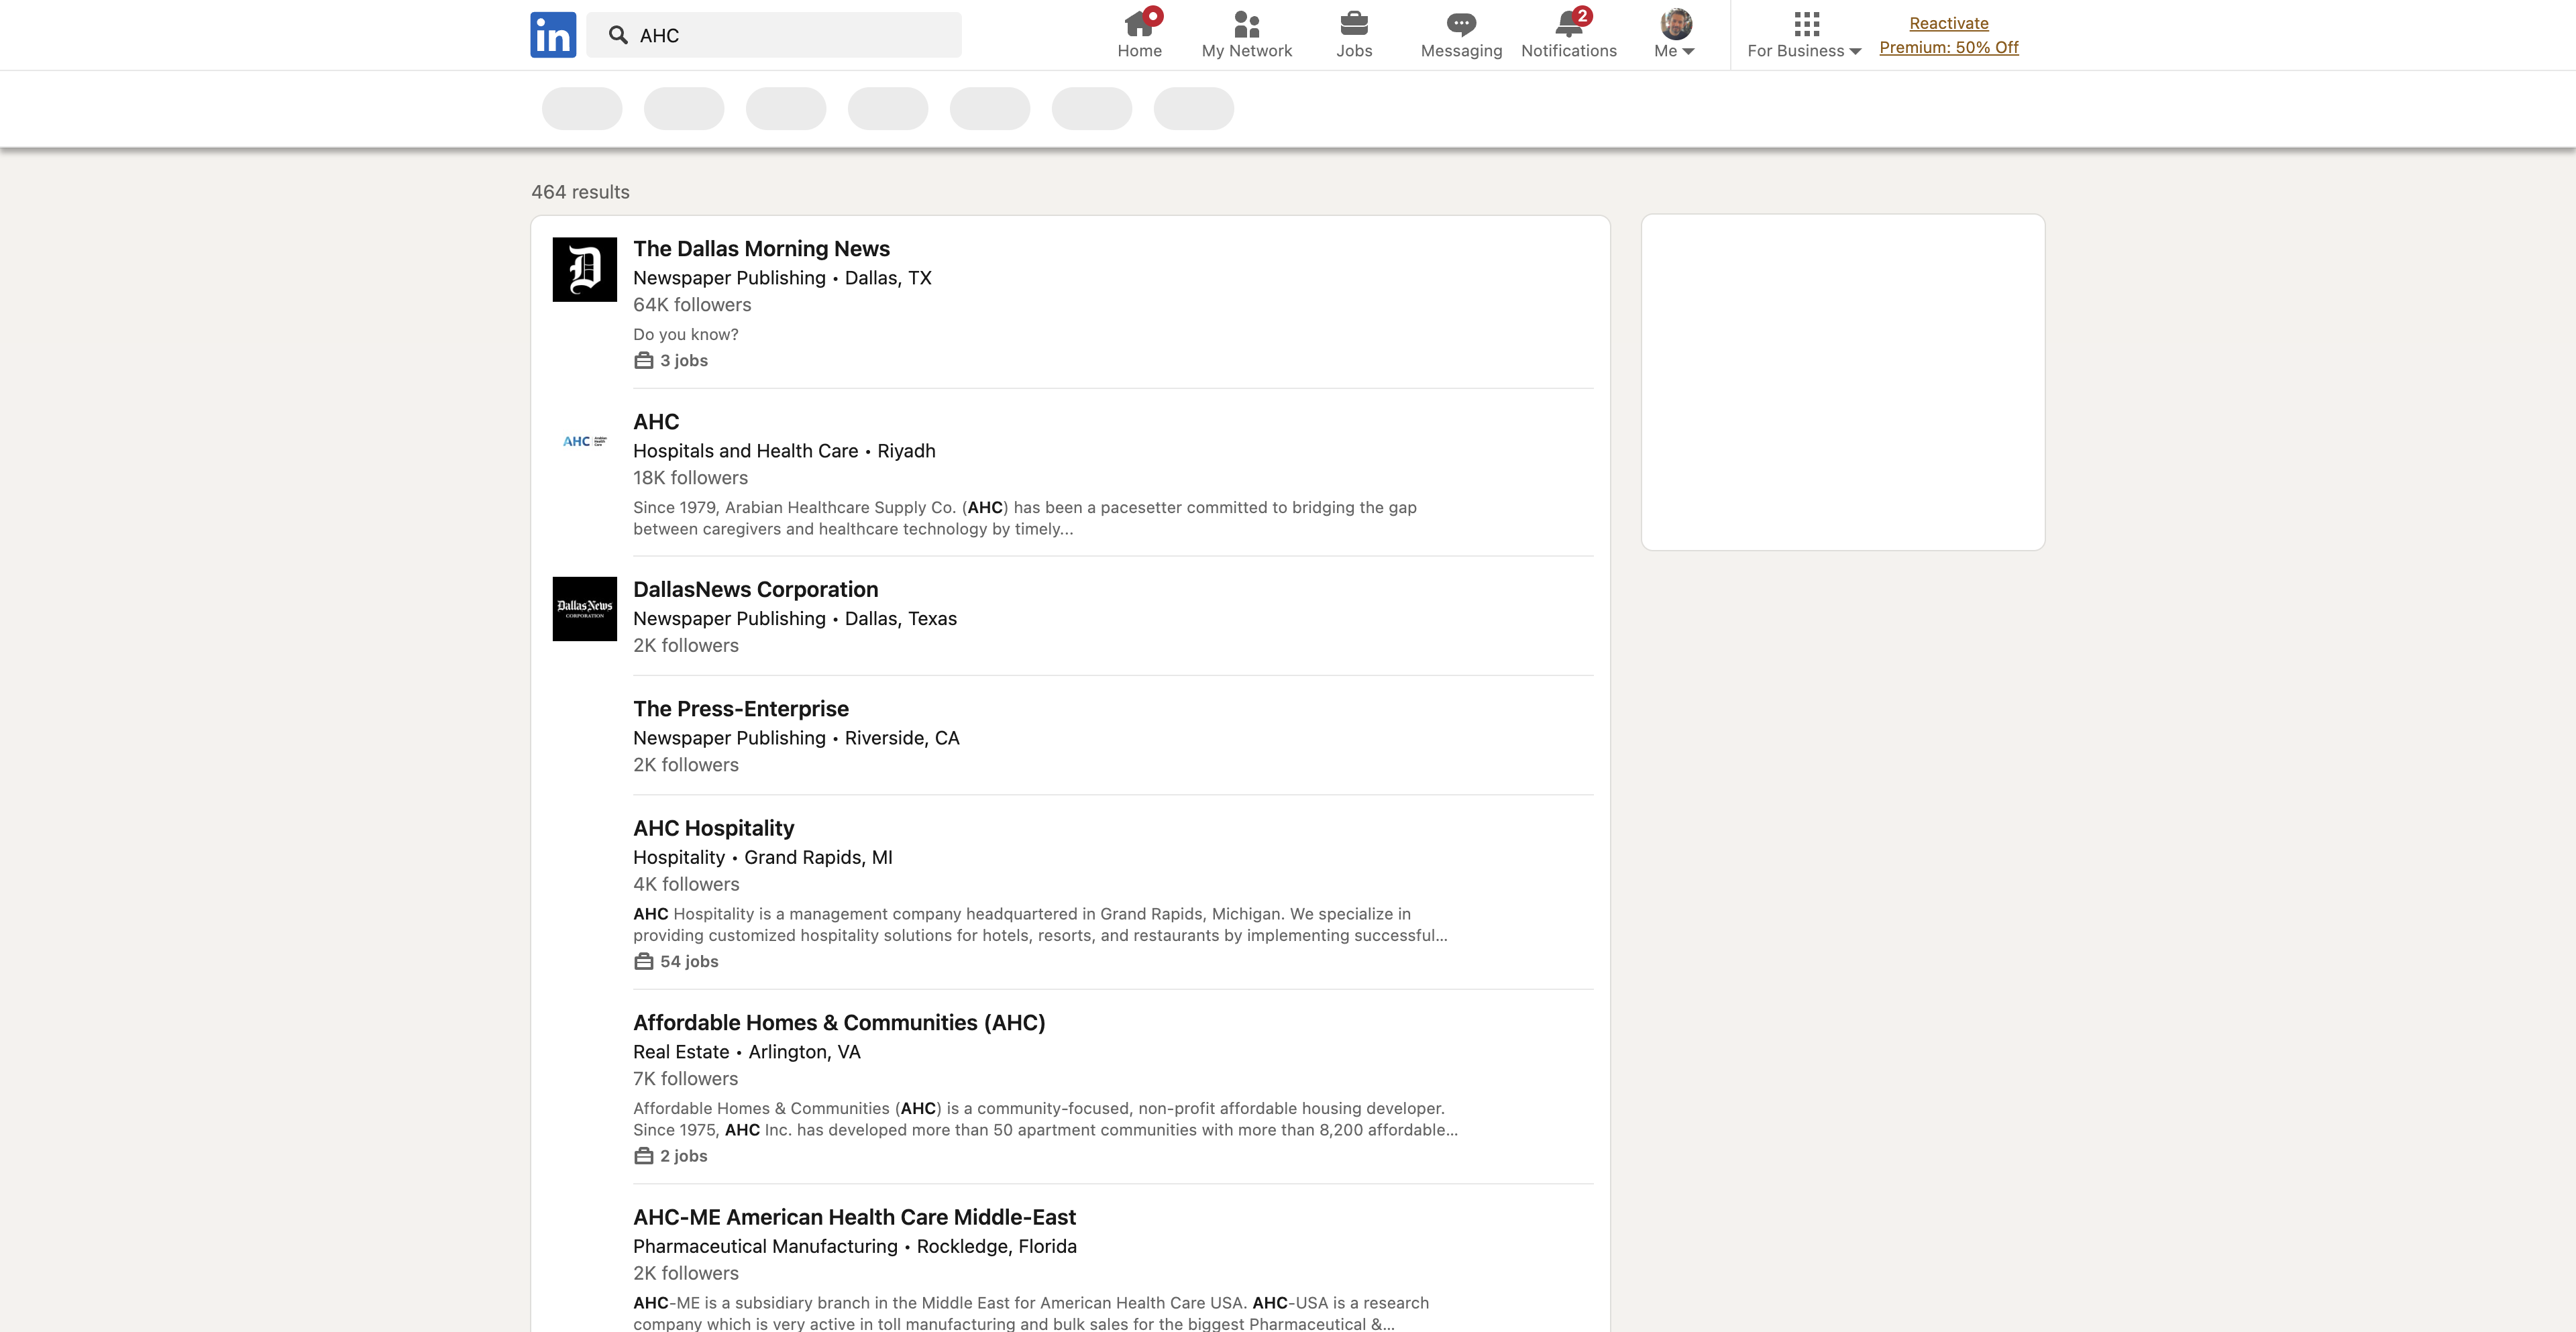 in
AHC
Home
My Network
Jobs
Messaging
2
Notifications
Me
For Business
Reactivate
Premium: 50% Off
464 results
D
The Dallas Morning News
Newspaper Publishing • Dallas, TX
64K followers
Do you know?
3 jobs
AHC Arabian Health Care
AHC
Hospitals and Health Care • Riyadh
18K followers
Since 1979, Arabian Healthcare Supply Co. (AHC) has been a pacesetter committed to bridging the gap
between caregivers and healthcare technology by timely...
Dallas News
CORPORATION
DallasNews Corporation
Newspaper Publishing • Dallas, Texas
2K followers
The Press-Enterprise
Newspaper Publishing • Riverside, CA
2K followers
AHC Hospitality
Hospitality • Grand Rapids, MI
4K followers
AHC Hospitality is a management company headquartered in Grand Rapids, Michigan. We specialize in
providing customized hospitality solutions for hotels, resorts, and restaurants by implementing successful...
54 jobs
Affordable Homes & Communities (AHC)
Real Estate • Arlington, VA
7K followers
Affordable Homes & Communities (AHC) is a community-focused, non-profit affordable housing developer.
Since 1975, AHC Inc. has developed more than 50 apartment communities with more than 8,200 affordable...
2 jobs
AHC-ME American Health Care Middle-East
Pharmaceutical Manufacturing • Rockledge, Florida
2K followers
AHC-ME is a subsidiary branch in the Middle East for American Health Care USA. AHC-USA is a research
company which is very active in toll manufacturing and bulk sales for the biggest Pharmaceutical &...